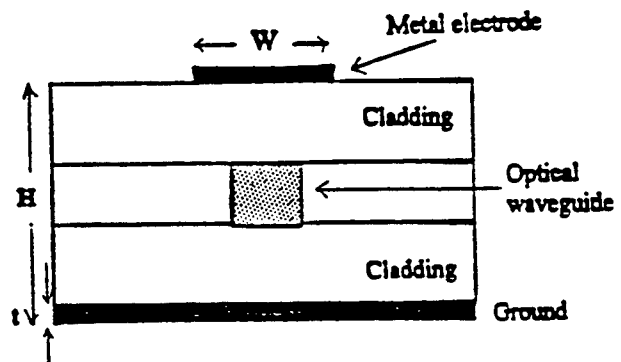 W
Metal electrode
Cladding
H
Optical
waveguide
Cladding
t
Ground